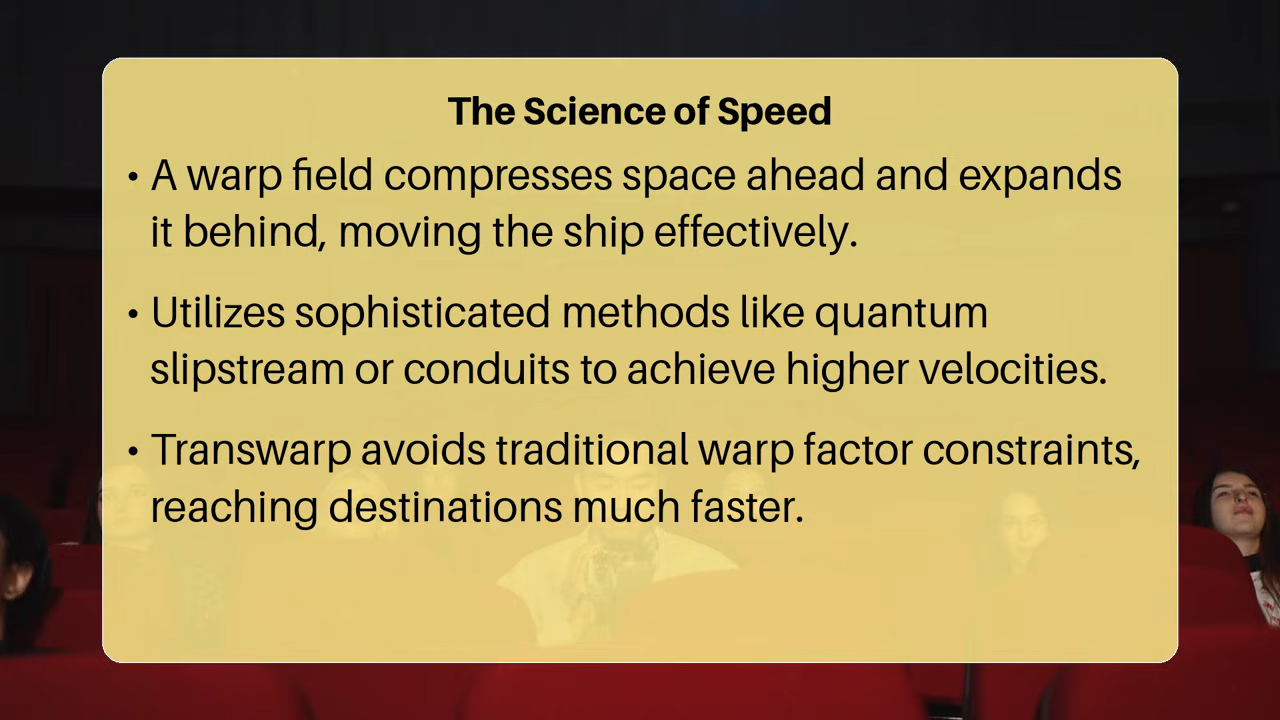 The Science of Speed
• A warp field compresses space ahead and expands
it behind, moving the ship effectively.
• Utilizes sophisticated methods like quantum
slipstream or conduits to achieve higher velocities.
• Transwarp avoids traditional warp factor constraints,
reaching destinations much faster.